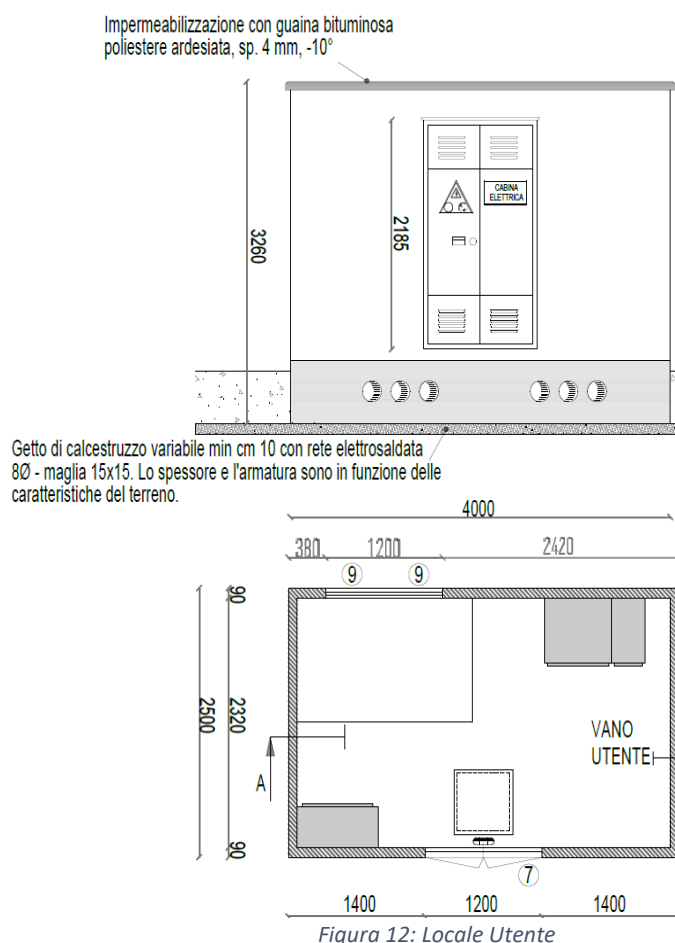 Impermeabilizzazione con guaina bituminosa
poliestere ardesiata, sp. 4 mm, -10°
3260
2185
CABINA
ELETTRICA
Getto di calcestruzzo variabile min cm 10 con rete elettrosaldata
8Ø - maglia 15x15. Lo spessore e l'armatura sono in funzione delle
caratteristiche del terreno.
4000
380 1200 2420
9 9
90
2500 2320
VANO
UTENTE
A
90
7
1400 1200 1400
Figura 12: Locale Utente